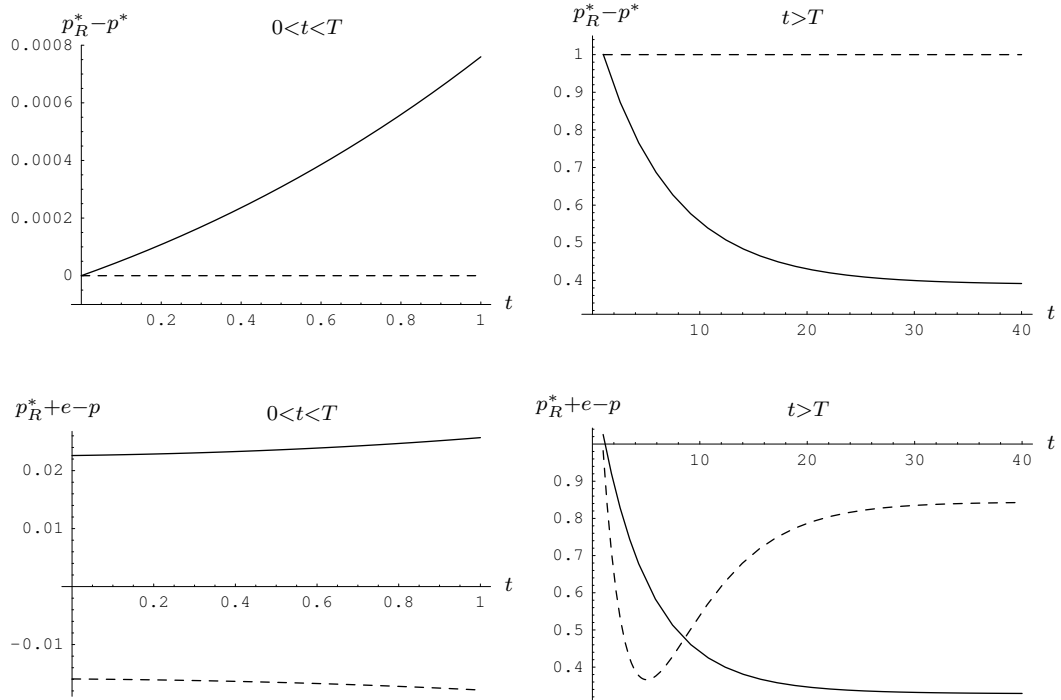 p*_R−p* 0<t<T
0.0008
0.0006
0.0004
0.0002
0
0.2 0.4 0.6 0.8 1 t
p*_R−p* t>T
1
0.9
0.8
0.7
0.6
0.5
0.4
10 20 30 40 t
p*_R+e−p 0<t<T
0.02
0.01
−0.01
0.2 0.4 0.6 0.8 1 t
p*_R+e−p t>T
10 20 30 40 t
0.9
0.8
0.7
0.6
0.5
0.4